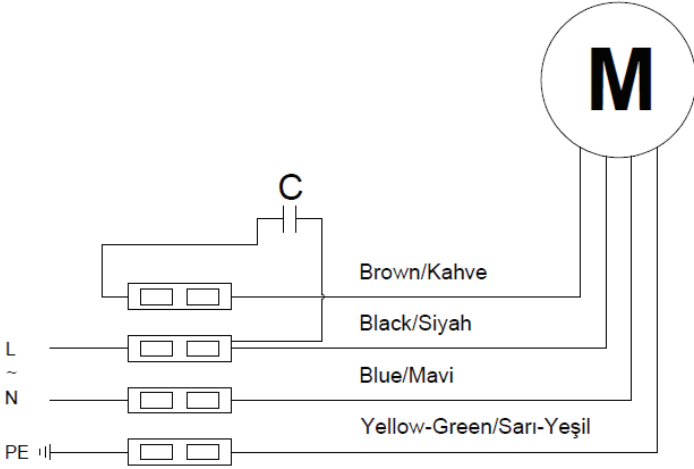 M
C
Brown/Kahve
Black/Siyah
L
~
Blue/Mavi
N
Yellow-Green/Sarı-Yeşil
PE